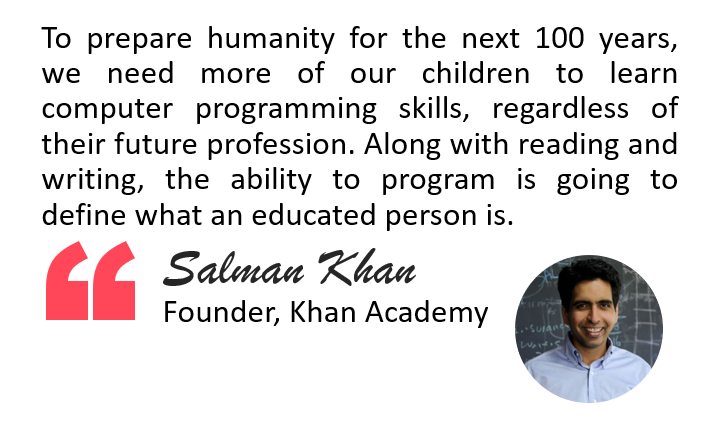 To prepare humanity for the next 100 years,
we need more of our children to learn
computer programming skills, regardless of
their future profession. Along with reading and
writing, the ability to program is going to
define what an educated person is.
Salman Khan
Founder, Khan Academy